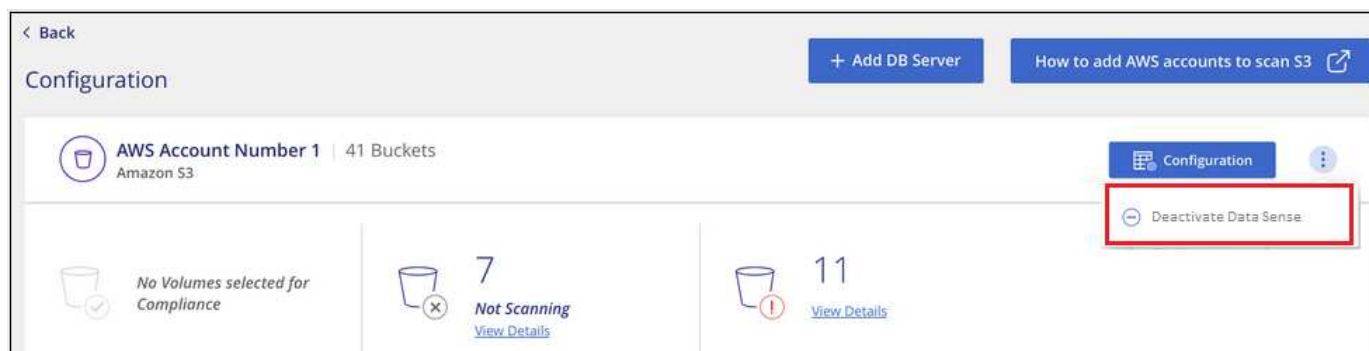 < Back
Configuration
+ Add DB Server
How to add AWS accounts to scan S3
AWS Account Number 1 | 41 Buckets
Amazon S3
Configuration
Deactivate Data Sense
No Volumes selected for
Compliance
7
Not Scanning
View Details
11
View Details